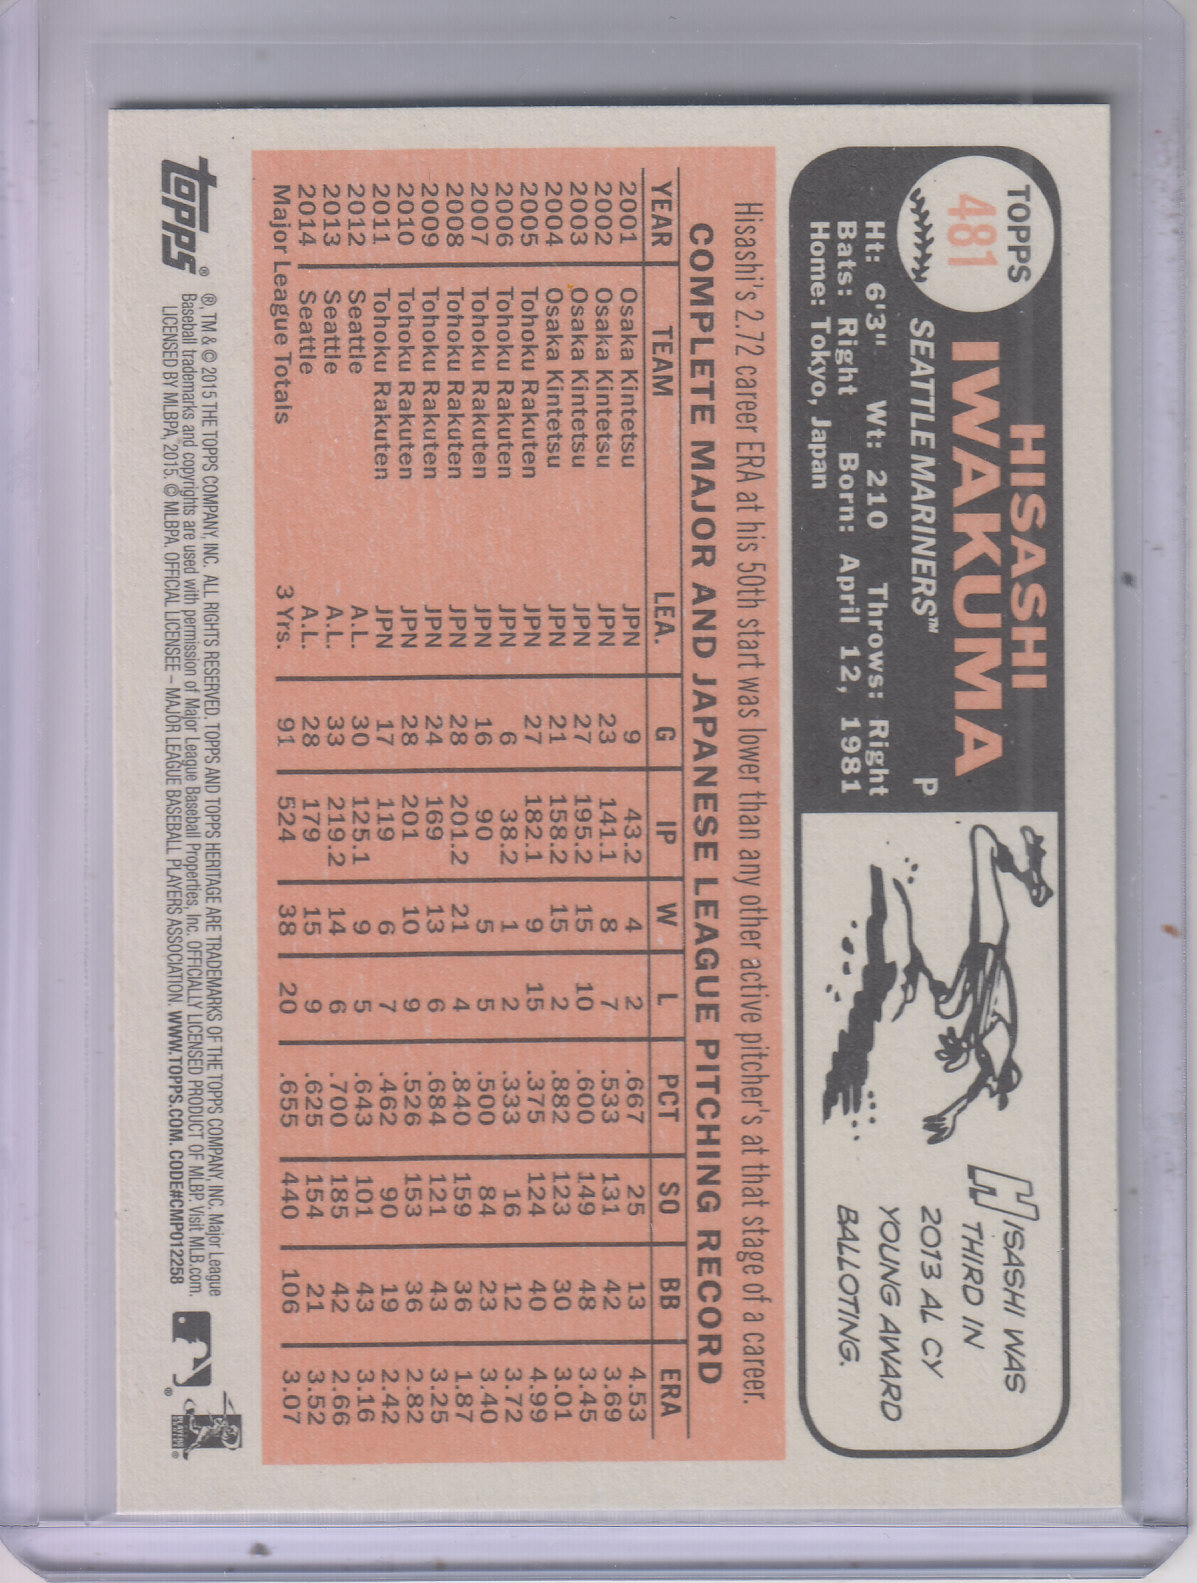 TOPPS
481
HISASHI
IWAKUMA
SEATTLE MARINERS™ P
Ht: 6'3" Wt: 210 Throws: Right
Bats: Right Born: April 12, 1981
Home: Tokyo, Japan
HISASHI WAS
THIRD IN
2013 AL CY
YOUNG AWARD
BALLOTING.
Hisashi's 2.72 career ERA at his 50th start was lower than any other active pitcher's at that stage of a career.
COMPLETE MAJOR AND JAPANESE LEAGUE PITCHING RECORD
YEAR TEAM LEA. G IP W L PCT SO BB ERA
2001 Osaka Kintetsu JPN 9 43.2 4 2 .667 25 13 4.53
2002 Osaka Kintetsu JPN 23 141.1 8 7 .533 131 42 3.69
2003 Osaka Kintetsu JPN 27 195.2 15 10 .600 149 48 3.45
2004 Osaka Kintetsu JPN 21 158.2 15 2 .882 123 30 3.01
2005 Tohoku Rakuten JPN 27 182.1 9 15 .375 124 40 4.99
2006 Tohoku Rakuten JPN 6 38.2 1 2 .333 16 12 3.72
2007 Tohoku Rakuten JPN 16 90 5 5 .500 84 23 3.40
2008 Tohoku Rakuten JPN 28 201.2 21 4 .840 159 36 1.87
2009 Tohoku Rakuten JPN 24 169 13 6 .684 121 43 3.25
2010 Tohoku Rakuten JPN 28 201 10 9 .526 153 36 2.82
2011 Tohoku Rakuten JPN 17 119 6 7 .462 90 19 2.42
2012 Seattle A.L. 30 125.1 9 5 .643 101 43 3.16
2013 Seattle A.L. 33 219.2 14 6 .700 185 42 2.66
2014 Seattle A.L. 28 179 15 9 .625 154 21 3.52
Major League Totals 3 Yrs. 91 524 38 20 .655 440 106 3.07
topps®
®, TM & © 2015 THE TOPPS COMPANY, INC. ALL RIGHTS RESERVED. TOPPS AND TOPPS HERITAGE ARE TRADEMARKS OF THE TOPPS COMPANY, INC. Major League
Baseball trademarks and copyrights are used with permission of Major League Baseball Properties, Inc. OFFICIALLY LICENSED PRODUCT OF MLBP. Visit MLB.com.
LICENSED BY MLBPA, 2015. © MLBPA. OFFICIAL LICENSEE – MAJOR LEAGUE BASEBALL PLAYERS ASSOCIATION. WWW.TOPPS.COM. CODE#CMP012258